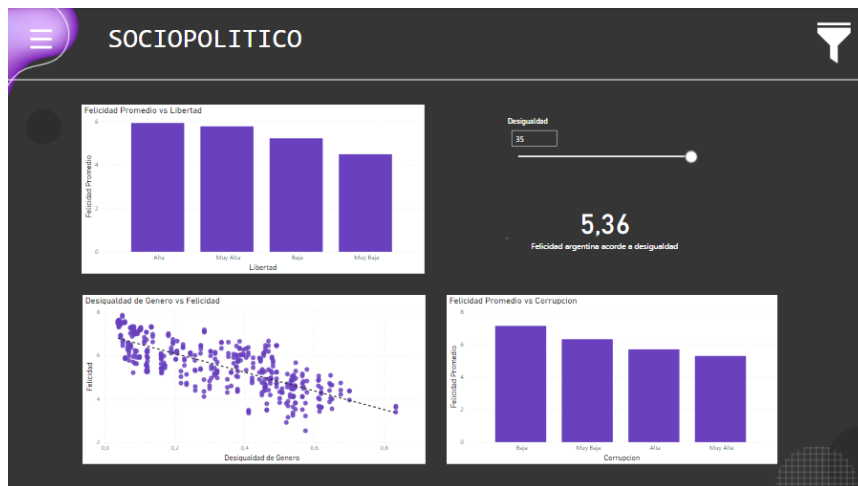 SOCIOPOLITICO
Felicidad Promedio vs Libertad
6
4
2
0
Felicidad Promedio
Alta
Muy Alta
Baja
Muy Baja
Libertad
Desigualdad
35
5,36
Felicidad argentina acorde a desigualdad
Desigualdad de Genero vs Felicidad
8
6
4
2
Felicidad
0,0
0,2
0,4
0,6
0,8
Desigualdad de Genero
Felicidad Promedio vs Corrupcion
8
6
4
2
0
Felicidad Promedio
Baja
Muy Baja
Alta
Muy Alta
Corrupcion